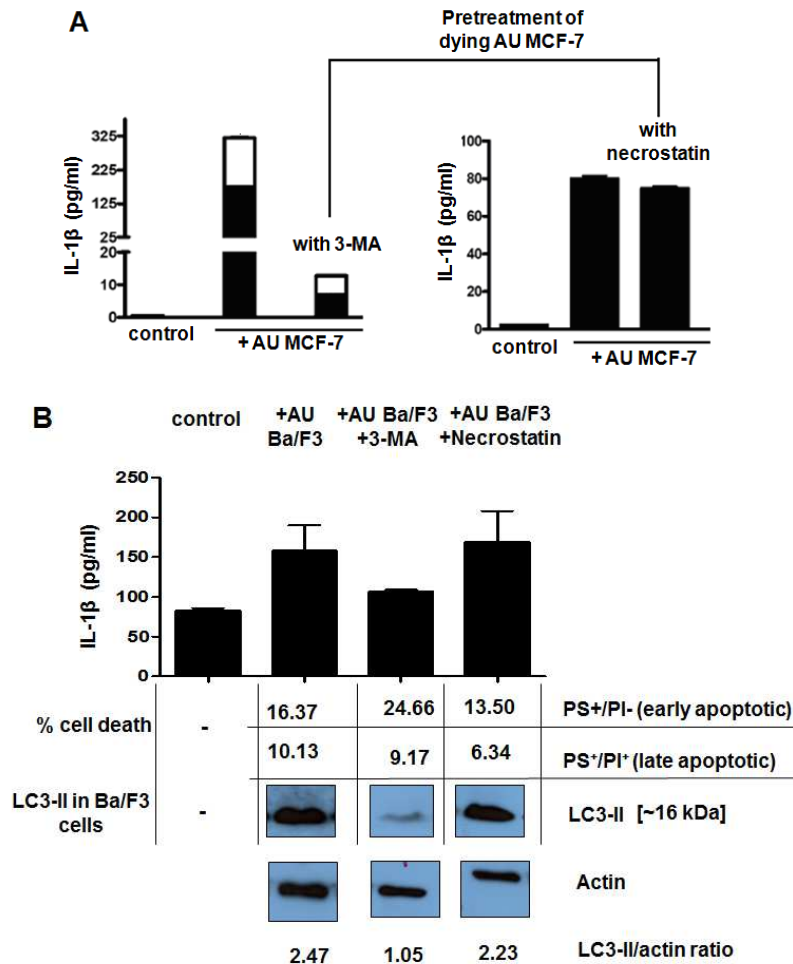 A
Pretreatment of
dying AU MCF-7
IL-1β (pg/ml)
325
225
125
25
20
10
0
with 3-MA
control
+ AU MCF-7
IL-1β (pg/ml)
100
80
60
40
20
0
with
necrostatin
control
+ AU MCF-7
B
control
+AU
Ba/F3
+AU Ba/F3
+3-MA
+AU Ba/F3
+Necrostatin
IL-1β (pg/ml)
250
200
150
100
50
0
% cell death
-
16.37
24.66
13.50
PS+/PI- (early apoptotic)
10.13
9.17
6.34
PS⁺/PI⁺ (late apoptotic)
LC3-II in Ba/F3
cells
-
LC3-II [~16 kDa]
Actin
2.47
1.05
2.23
LC3-II/actin ratio